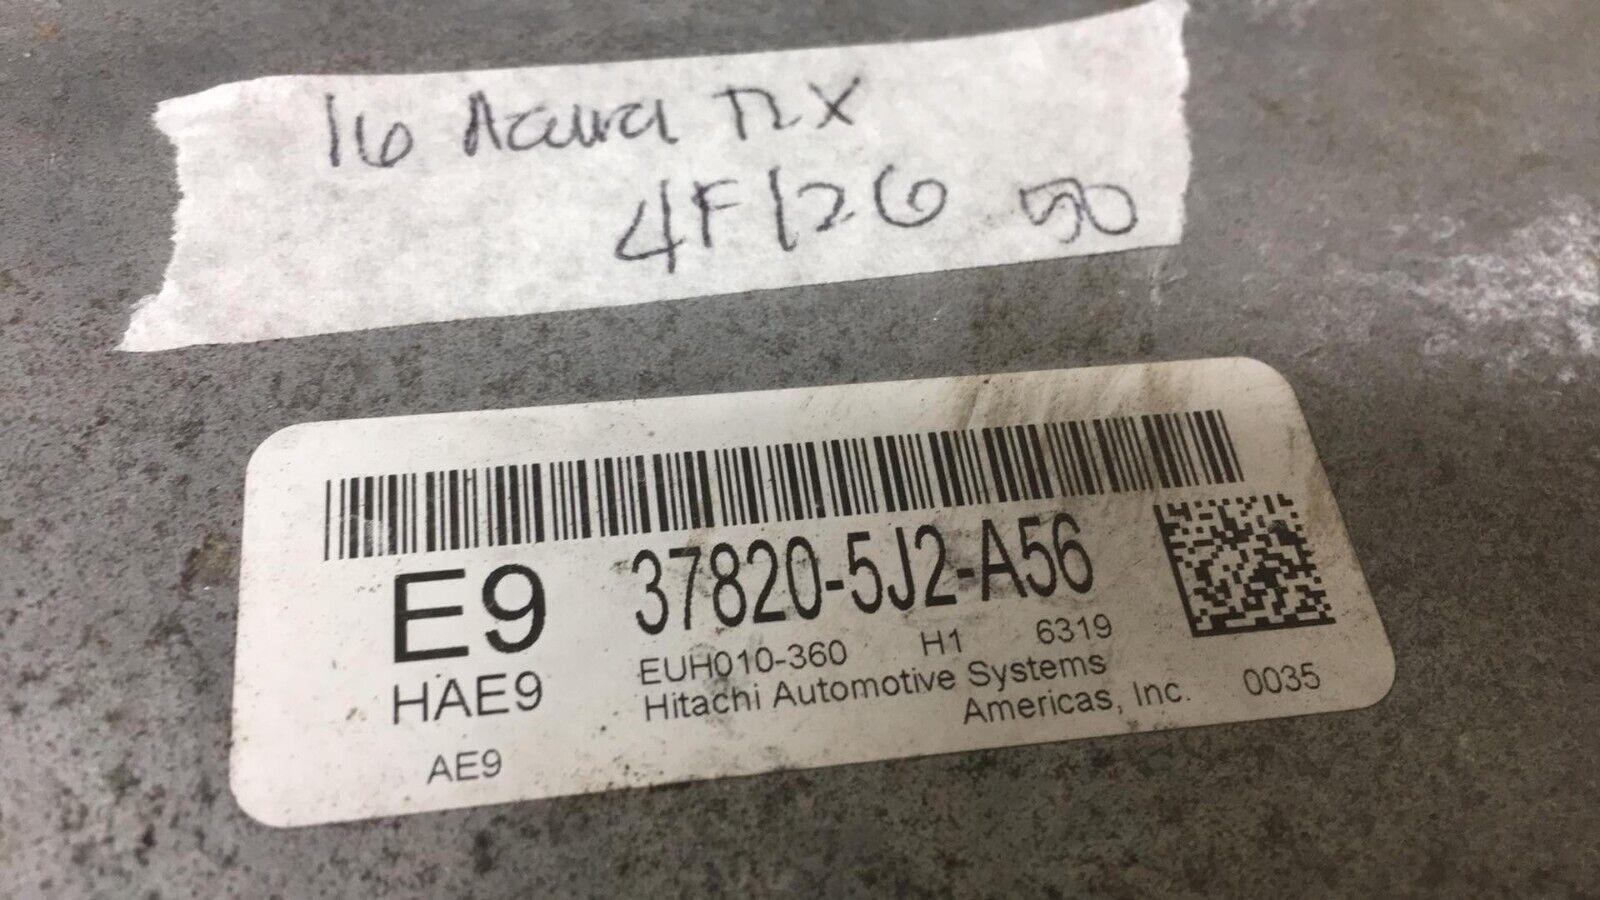 16 Acura TLX
4F126 50
E9 37820-5J2-A56
HAE9 EUH010-360 H1 6319
Hitachi Automotive Systems
Americas, Inc. 0035
AE9